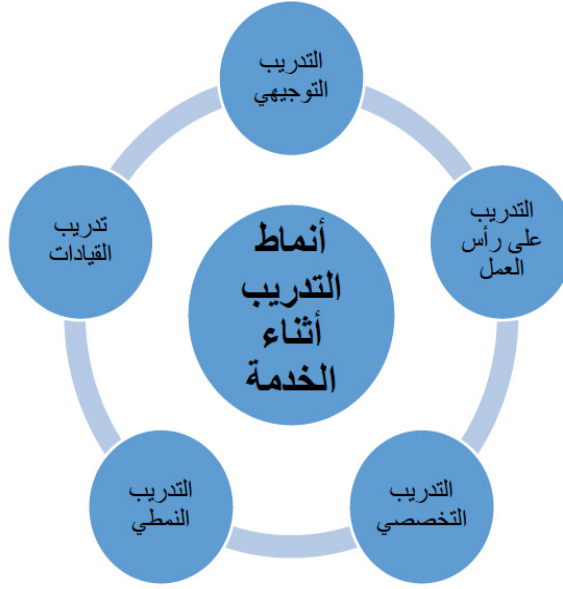 التدريب
التوجيهي
التدريب
على رأس
العمل
التدريب
التخصصي
التدريب
النمطي
تدريب
القيادات
أنماط
التدريب
أثناء
الخدمة